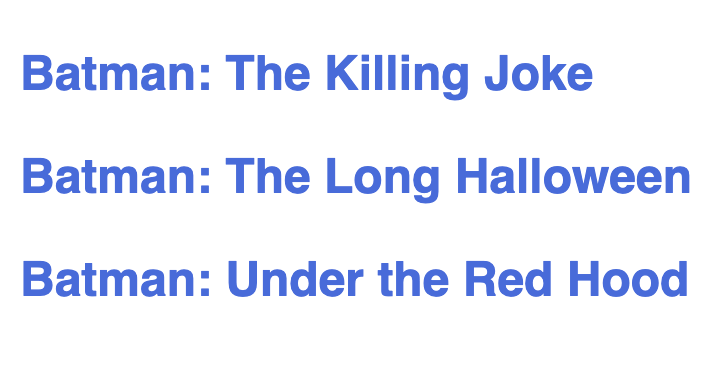 Batman: The Killing Joke
Batman: The Long Halloween
Batman: Under the Red Hood